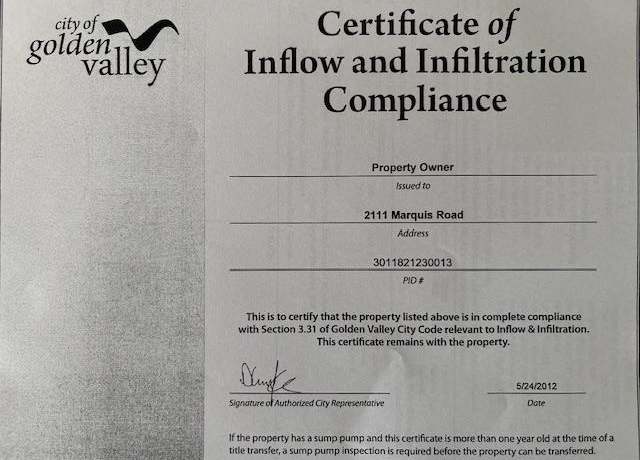 city of
golden
valley
Certificate of
Inflow and Infiltration
Compliance
Property Owner
Issued to
2111 Marquis Road
Address
3011821230013
PID #
This is to certify that the property listed above is in complete compliance
with Section 3.31 of Golden Valley City Code relevant to Inflow & Infiltration.
This certificate remains with the property.
5/24/2012
Signature of Authorized City Representative
Date
If the property has a sump pump and this certificate is more than one year old at the time of a
title transfer, a sump pump inspection is required before the property can be transferred.